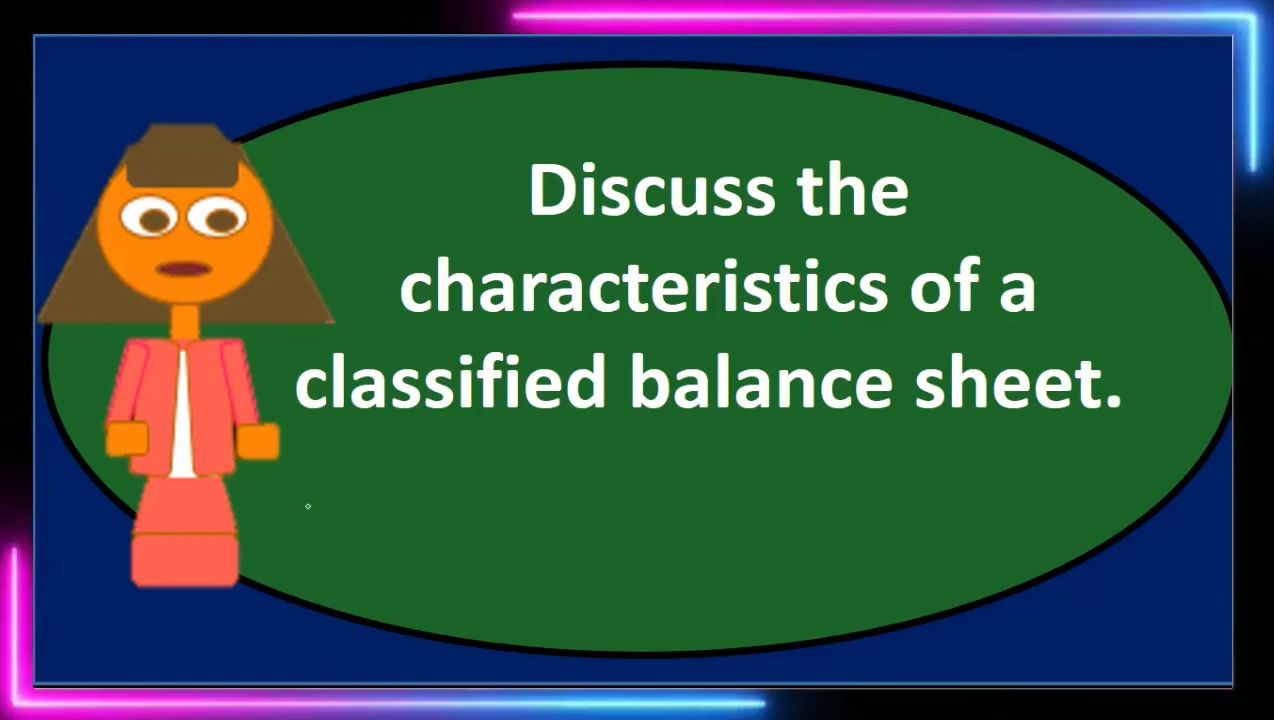 Discuss the
characteristics of a
classified balance sheet.